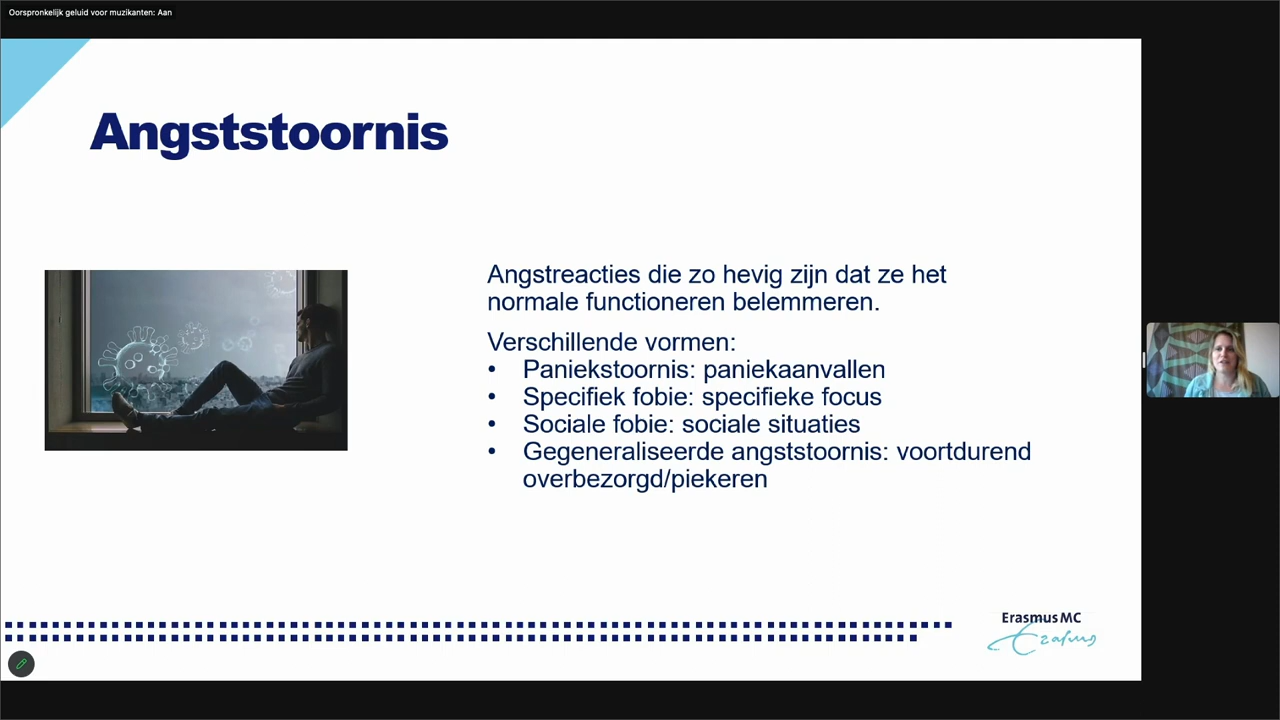 Oorspronkelijk geluid voor muzikanten: Aan
Angststoornis
Angstreacties die zo hevig zijn dat ze het
normale functioneren belemmeren.
Verschillende vormen:
• Paniekstoornis: paniekaanvallen
• Specifiek fobie: specifieke focus
• Sociale fobie: sociale situaties
• Gegeneraliseerde angststoornis: voortdurend
overbezorgd/piekeren
Erasmus MC
Erasmus